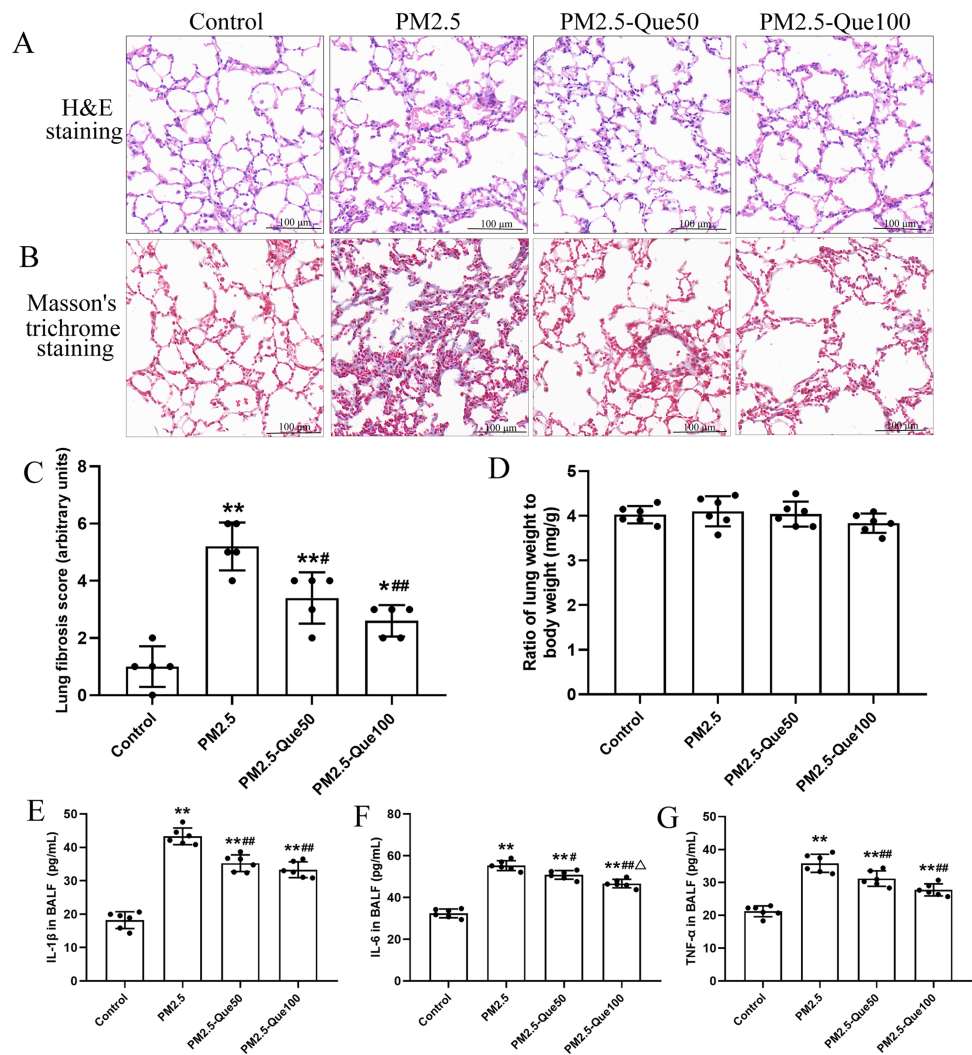 Control PM2.5 PM2.5-Que50 PM2.5-Que100
A
H&E
staining
100 μm 100 μm 100 μm 100 μm
B
Masson's
trichrome
staining
100 μm 100 μm 100 μm 100 μm
C
Lung fibrosis score (arbitrary units)
8
6
4
2
0
**
**#
*##
Control
PM2.5
PM2.5-Que50
PM2.5-Que100
D
Ratio of lung weight to
body weight (mg/g)
5
4
3
2
1
0
Control
PM2.5
PM2.5-Que50
PM2.5-Que100
E
IL-1β in BALF (pg/mL)
50
40
30
20
10
0
**
**##
**##
Control
PM2.5
PM2.5-Que50
PM2.5-Que100
F
IL-6 in BALF (pg/mL)
80
60
40
20
0
**
**#
**##△
Control
PM2.5
PM2.5-Que50
PM2.5-Que100
G
TNF-α in BALF (pg/mL)
50
40
30
20
10
0
**
**##
**##
Control
PM2.5
PM2.5-Que50
PM2.5-Que100